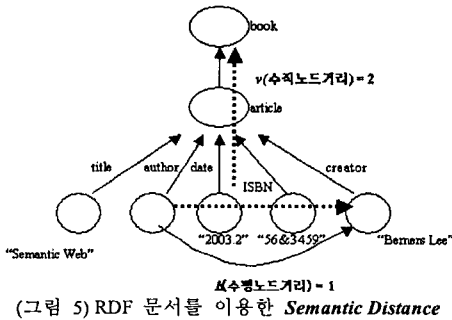 book
v(수직노드거리) = 2
article
title
author
date
creator
ISBN
"Semantic Web"
"2003.2"
"56&3459"
"Berners Lee"
h(수평노드거리) = 1
(그림 5) RDF 문서를 이용한 Semantic Distance